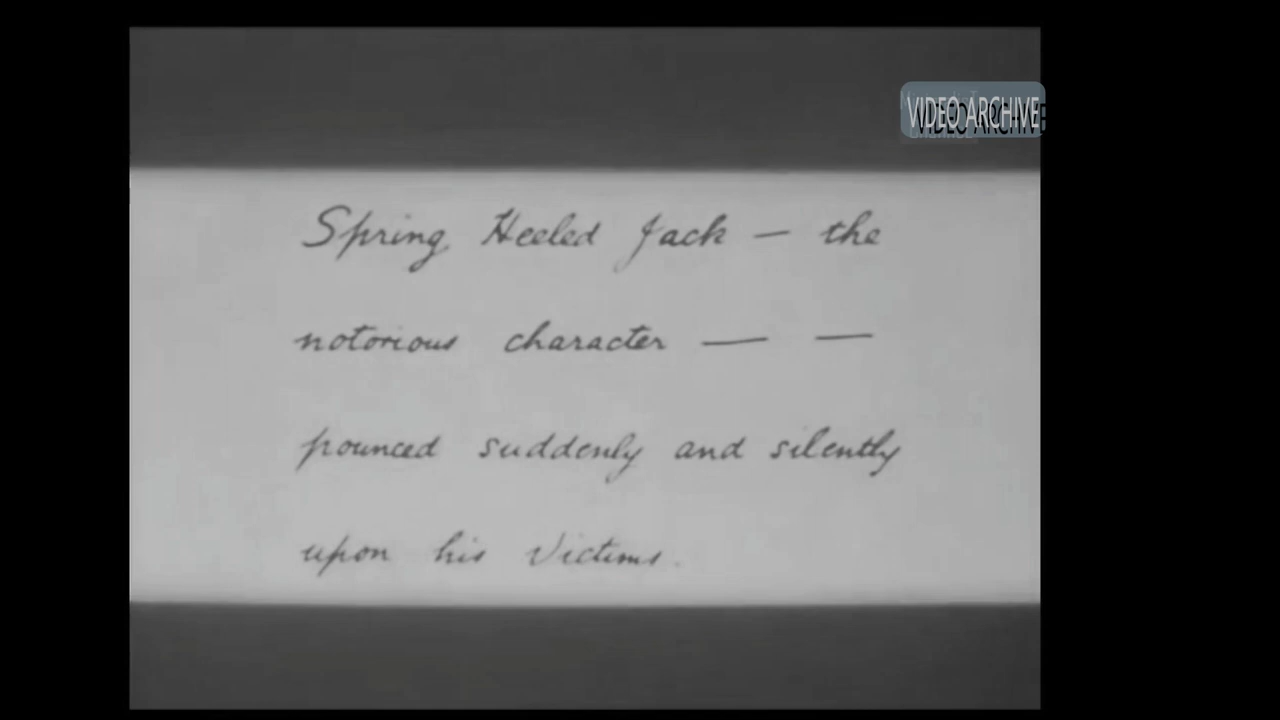 VIDEO ARCHIVE
Spring Heeled Jack — the
notorious character — —
pounced suddenly and silently
upon his Victims.